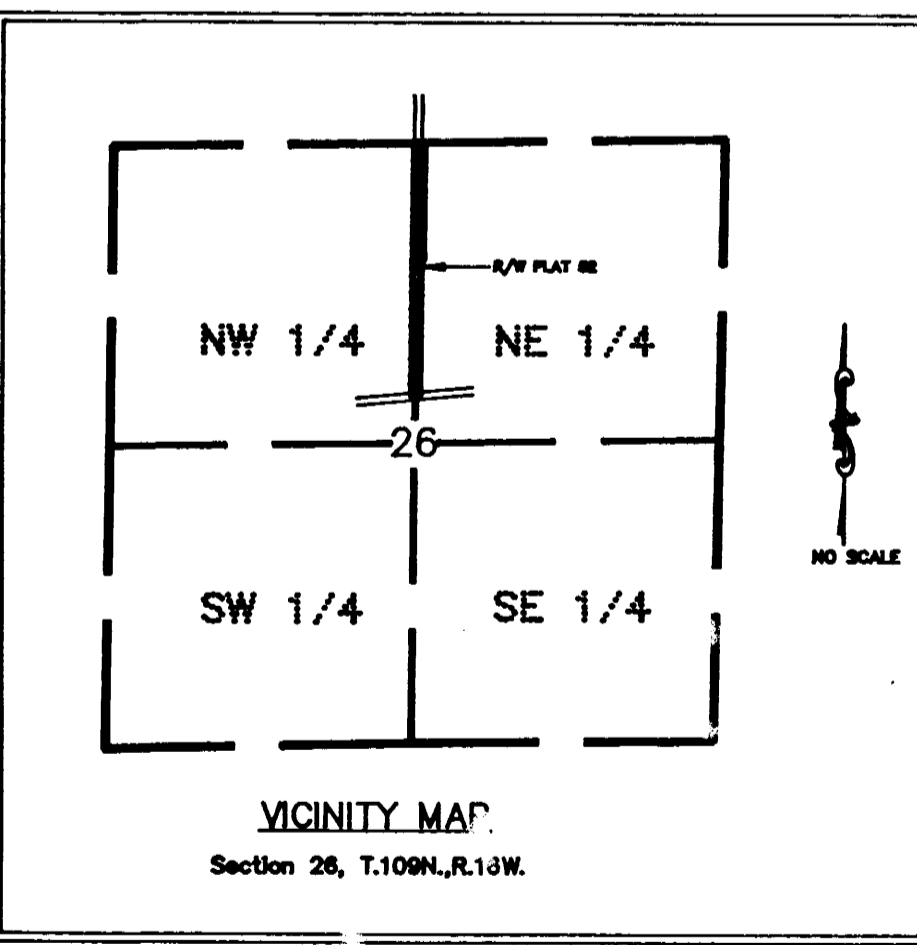 R/W PLAT
NW 1/4
NE 1/4
26
NO SCALE
SW 1/4
SE 1/4
VICINITY MAP
Section 26, T.109N.,